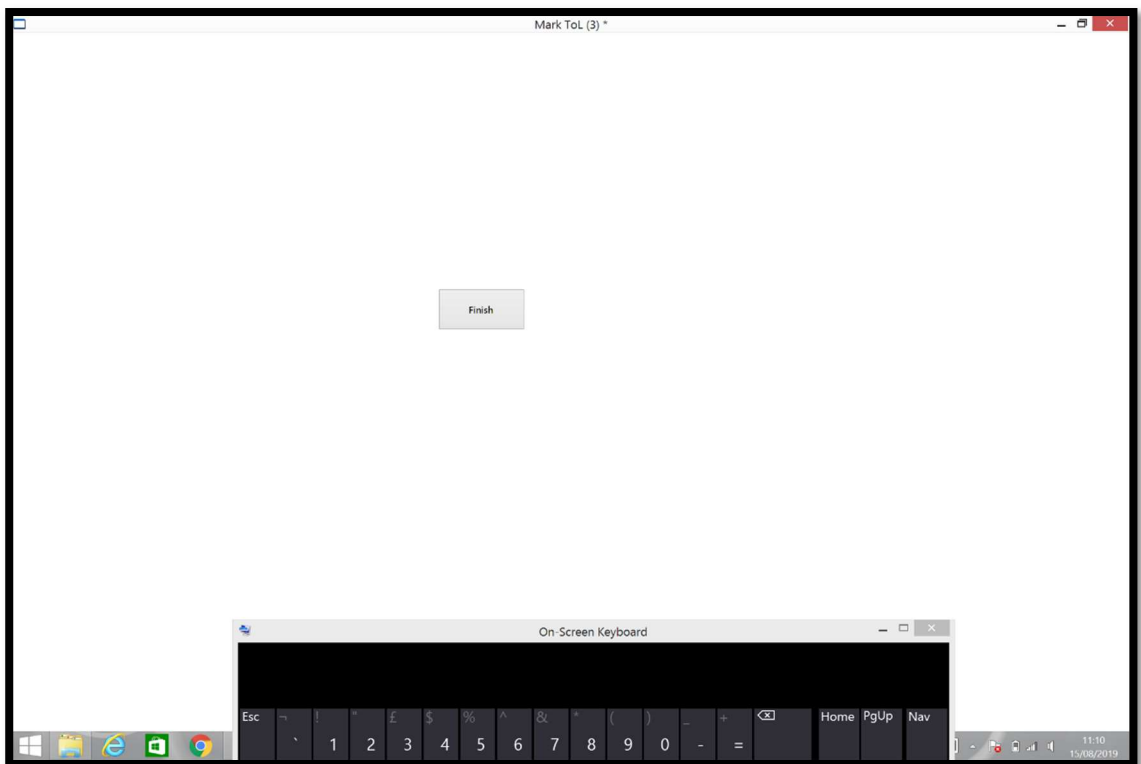 Mark ToL (3) *
Finish
On-Screen Keyboard
Esc ¬ ! " £ $ % ^ & * ( ) _ + Home PgUp Nav
` 1 2 3 4 5 6 7 8 9 0 - =
11:10
15/08/2019